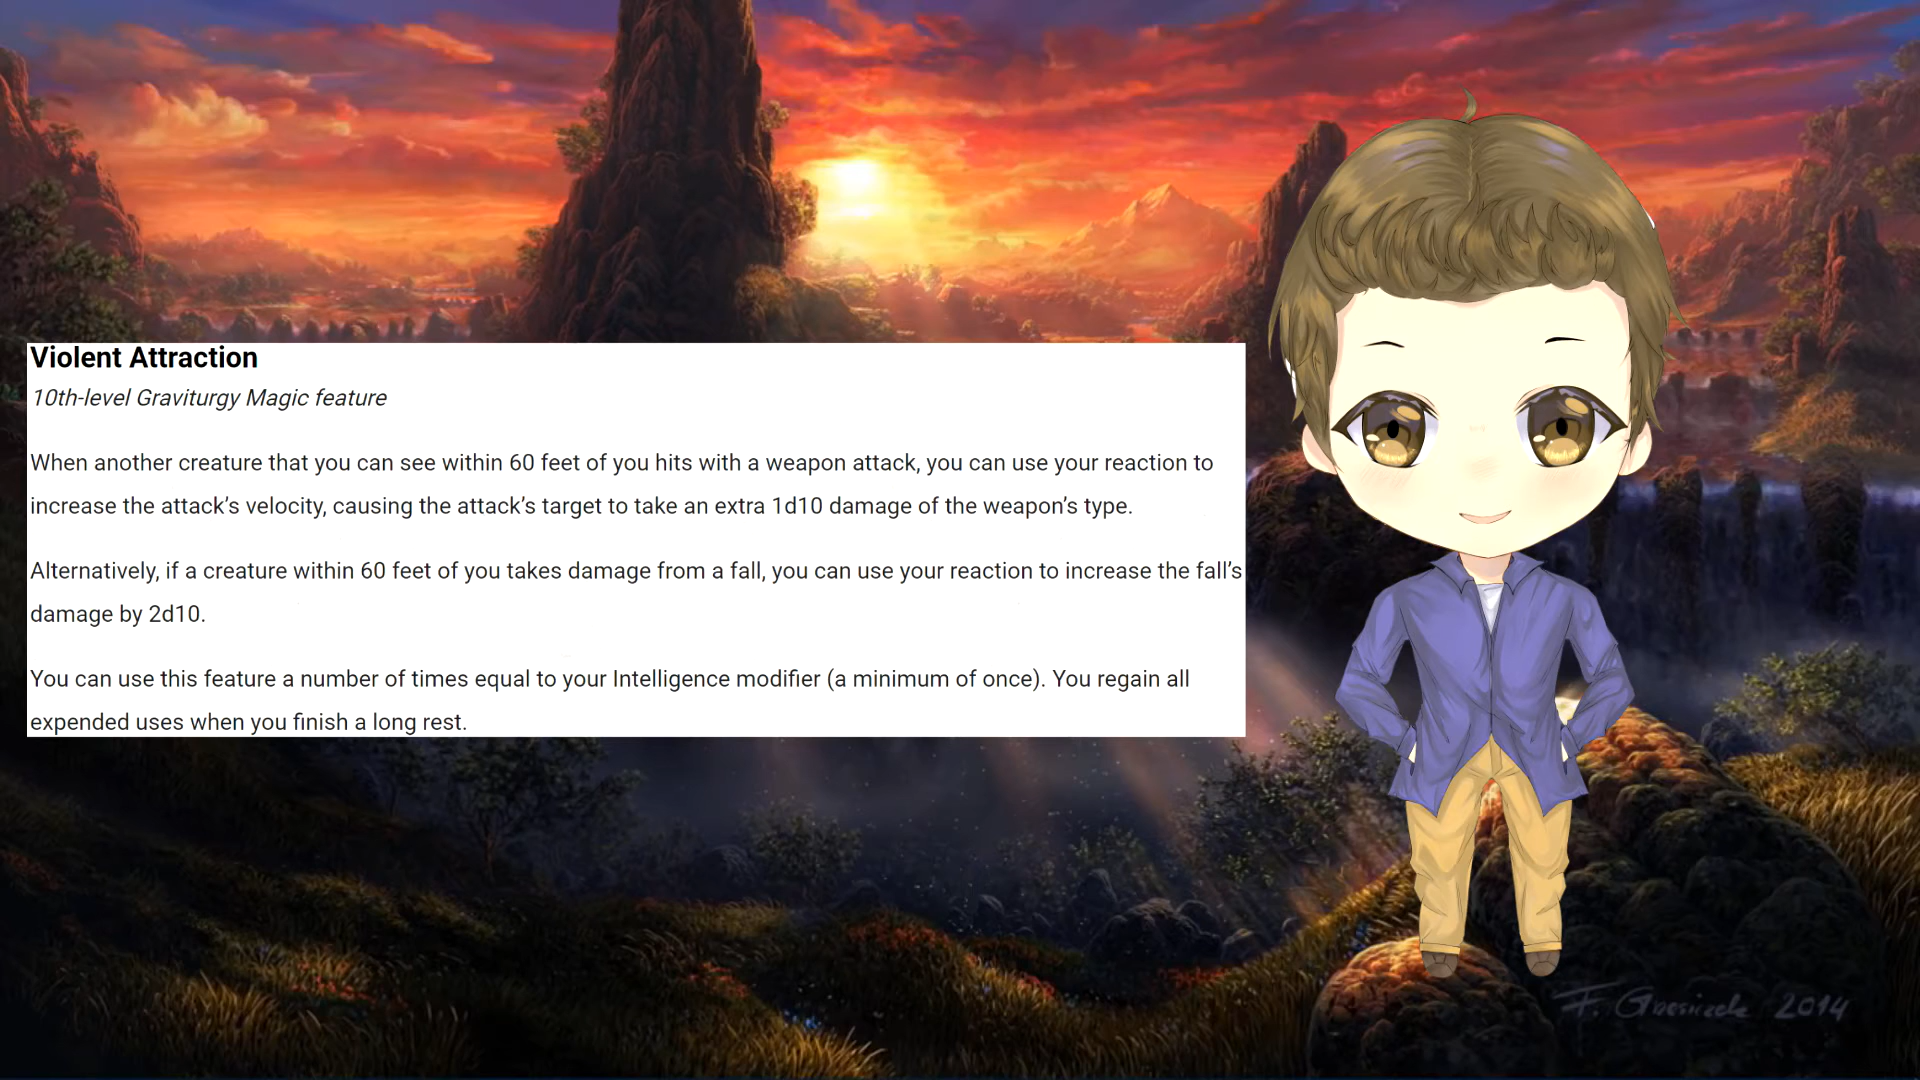 Violent Attraction
10th-level Graviturgy Magic feature
When another creature that you can see within 60 feet of you hits with a weapon attack, you can use your reaction to
increase the attack’s velocity, causing the attack’s target to take an extra 1d10 damage of the weapon’s type.
Alternatively, if a creature within 60 feet of you takes damage from a fall, you can use your reaction to increase the fall’s
damage by 2d10.
You can use this feature a number of times equal to your Intelligence modifier (a minimum of once). You regain all
expended uses when you finish a long rest.
2014